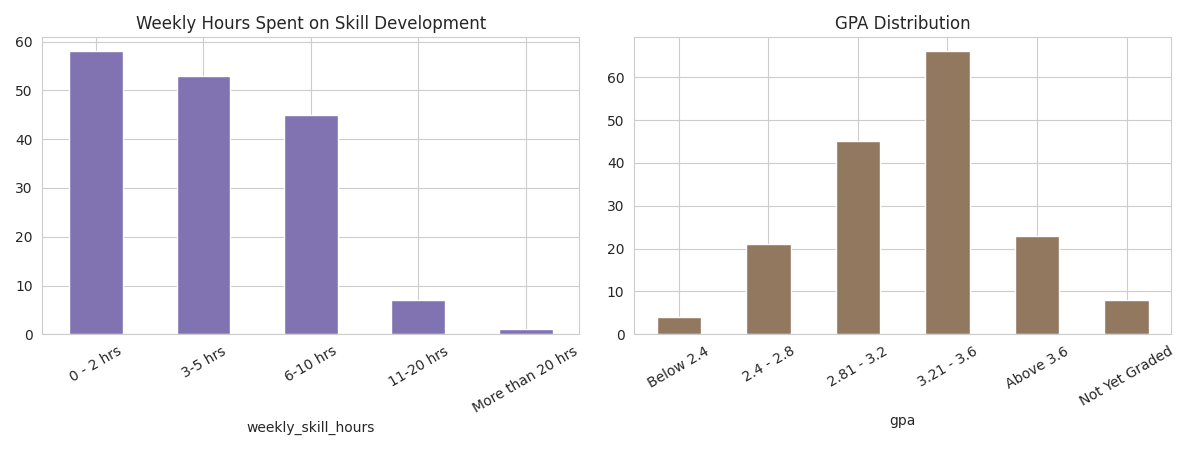 Weekly Hours Spent on Skill Development
60
50
40
30
20
10
0
0 - 2 hrs
3-5 hrs
6-10 hrs
11-20 hrs
More than 20 hrs
weekly_skill_hours
GPA Distribution
60
50
40
30
20
10
0
Below 2.4
2.4 - 2.8
2.81 - 3.2
3.21 - 3.6
Above 3.6
Not Yet Graded
gpa